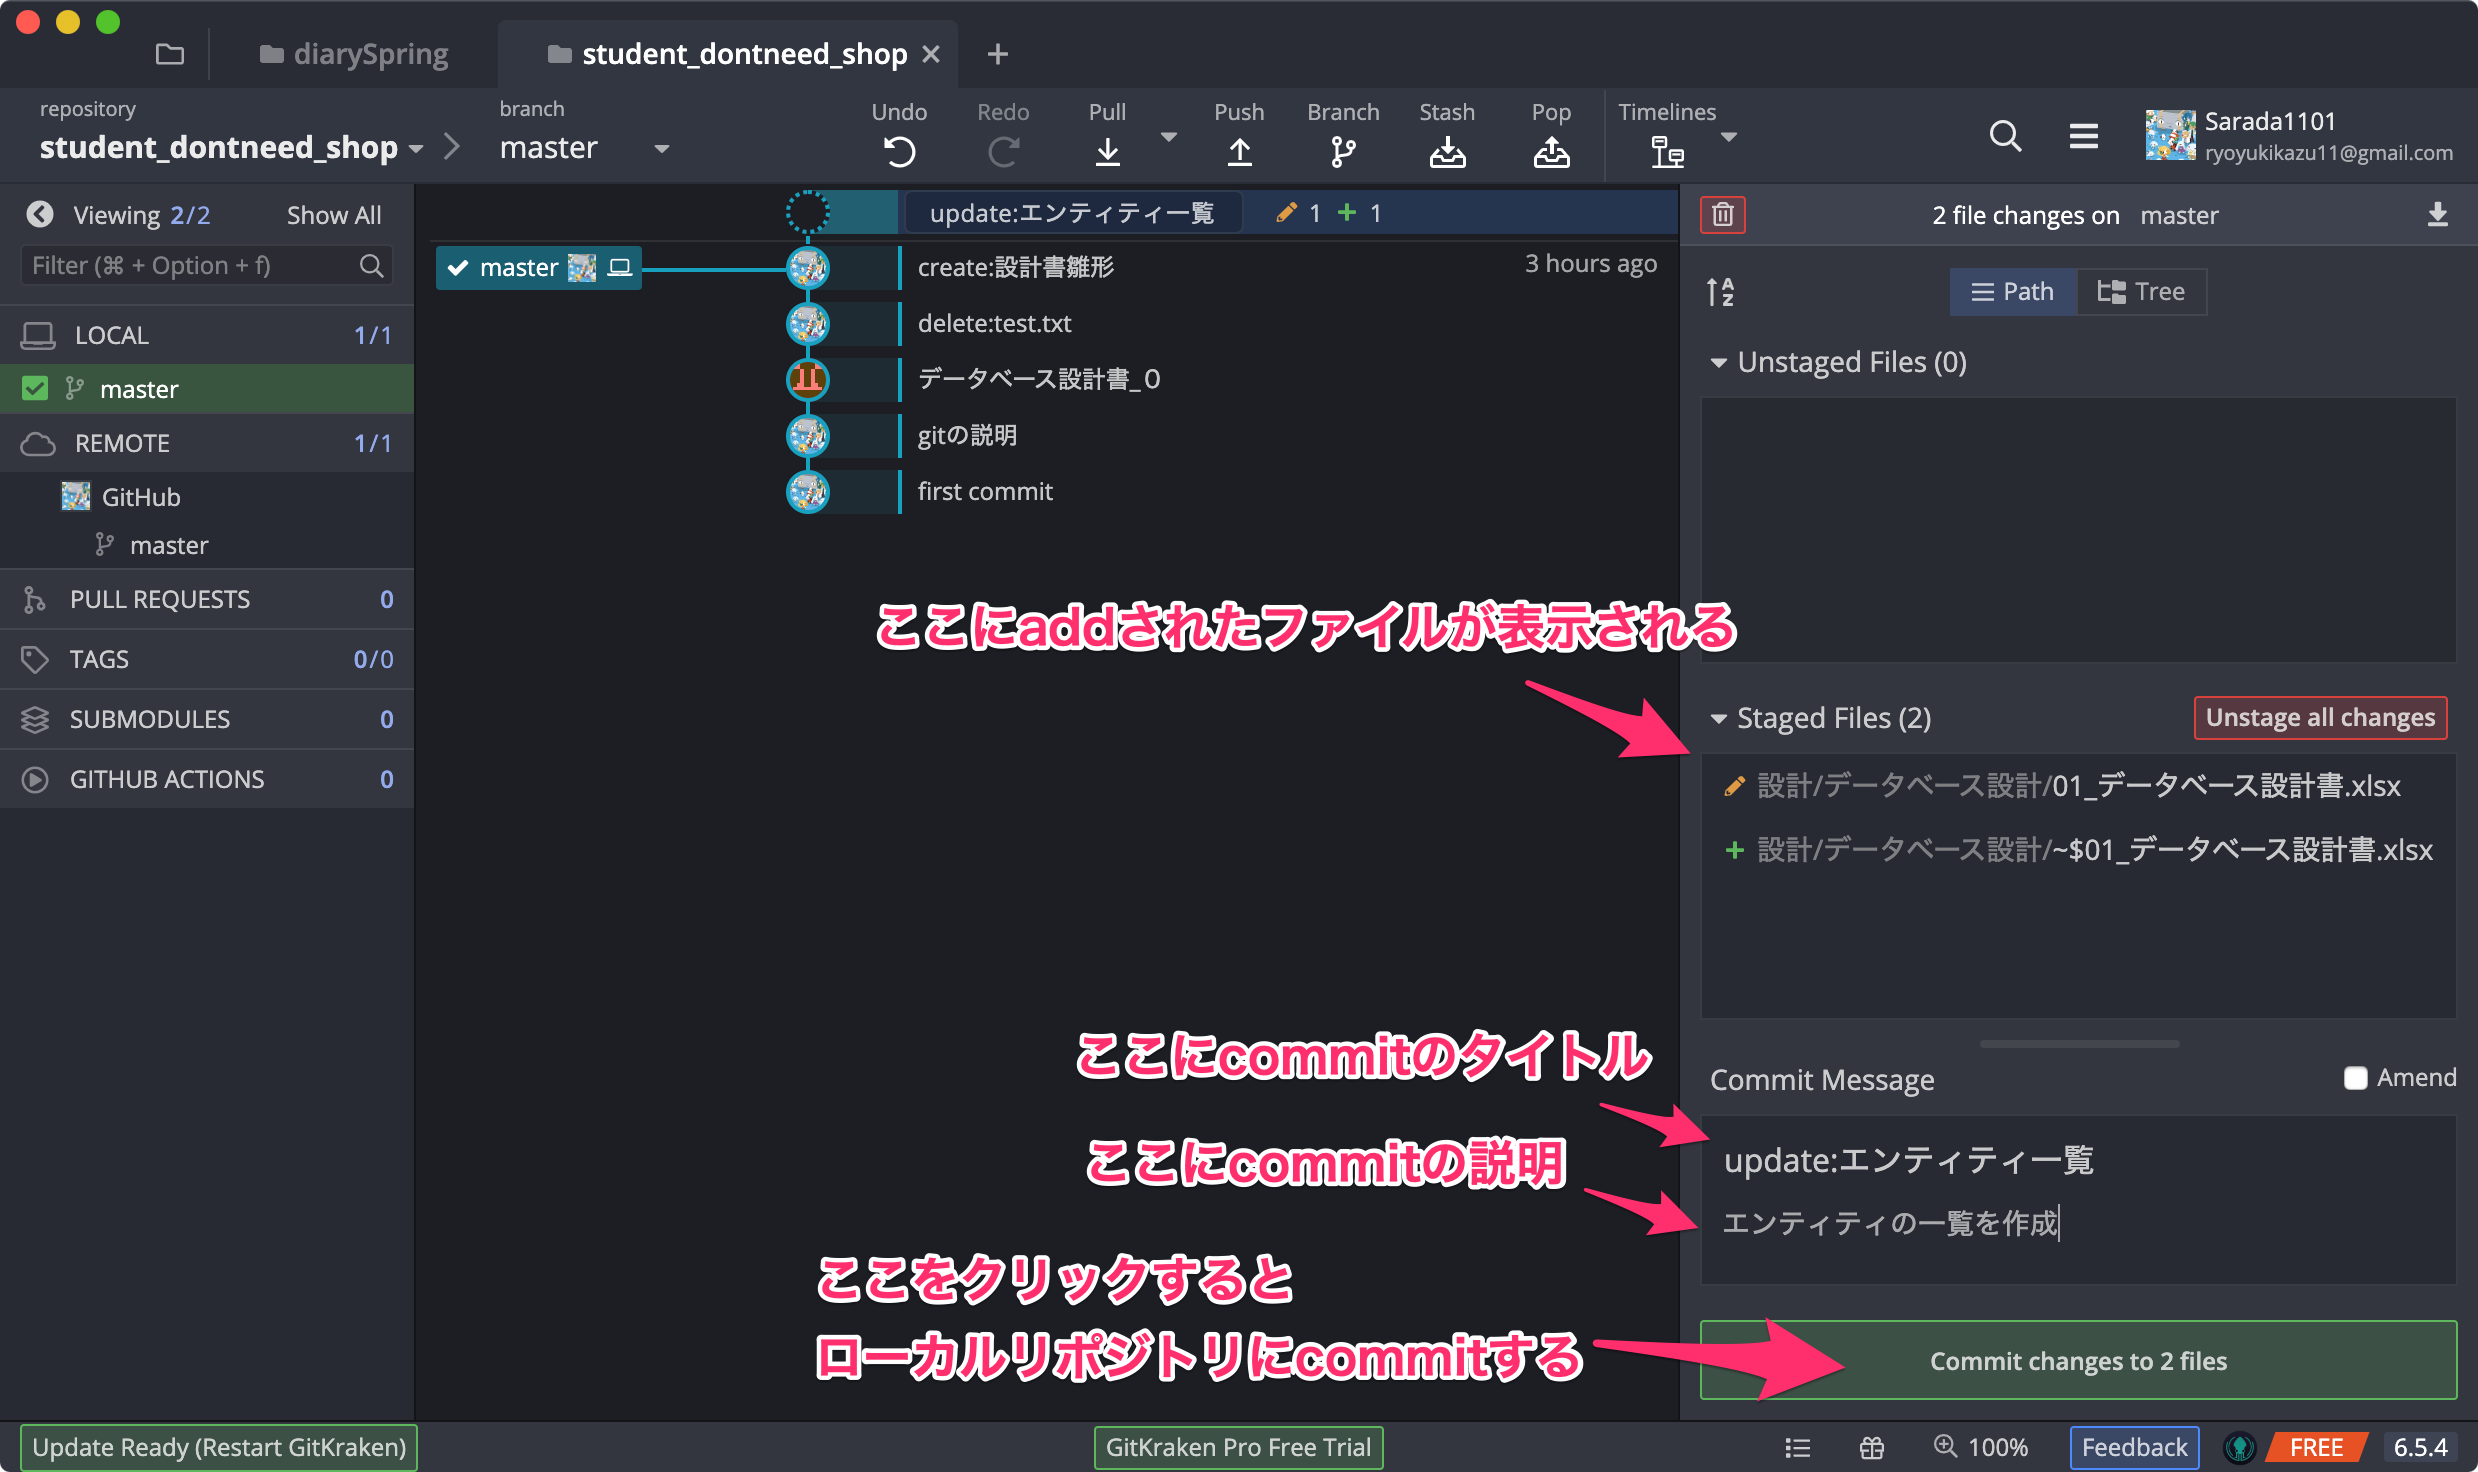 diarySpring
student_dontneed_shop
repository
student_dontneed_shop
branch
master
Undo
Redo
Pull
Push
Branch
Stash
Pop
Timelines
Sarada1101
ryoyukikazu11@gmail.com
Viewing 2/2
Show All
Filter (⌘ + Option + f)
LOCAL 1/1
master
REMOTE 1/1
GitHub
master
PULL REQUESTS 0
TAGS 0/0
SUBMODULES 0
GITHUB ACTIONS 0
update:エンティティ一覧 1 + 1
master
create:設計書雛形 3 hours ago
delete:test.txt
データベース設計書_O
gitの説明
first commit
ここにaddされたファイルが表示される
ここにcommitのタイトル
ここにcommitの説明
ここをクリックすると
ローカルリポジトリにcommitする
2 file changes on master
A
Z
Path
Tree
Unstaged Files (0)
Staged Files (2)
Unstage all changes
設計/データベース設計/01_データベース設計書.xlsx
+ 設計/データベース設計/~$01_データベース設計書.xlsx
Commit Message
Amend
update:エンティティ一覧
エンティティの一覧を作成
Commit changes to 2 files
Update Ready (Restart GitKraken)
GitKraken Pro Free Trial
100%
Feedback
FREE
6.5.4